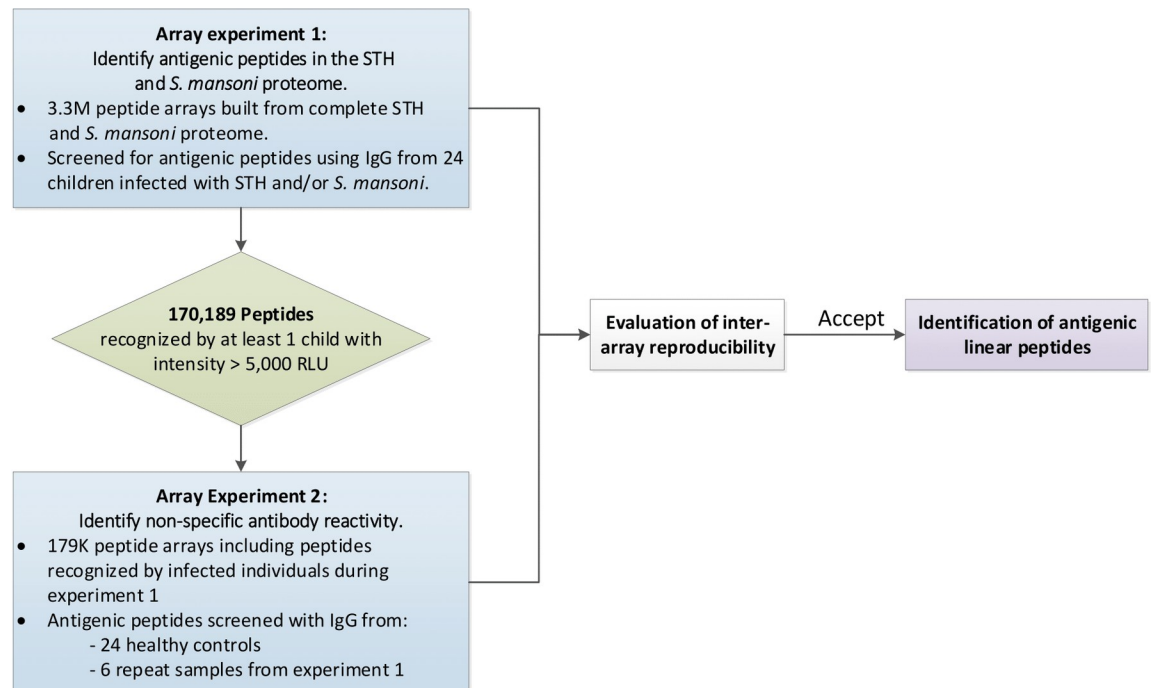 Array experiment 1:
Identify antigenic peptides in the STH
and S. mansoni proteome.
• 3.3M peptide arrays built from complete STH
and S. mansoni proteome.
• Screened for antigenic peptides using IgG from 24
children infected with STH and/or S. mansoni.
170,189 Peptides
recognized by at least 1 child with
intensity > 5,000 RLU
Array Experiment 2:
Identify non-specific antibody reactivity.
• 179K peptide arrays including peptides
recognized by infected individuals during
experiment 1
• Antigenic peptides screened with IgG from:
- 24 healthy controls
- 6 repeat samples from experiment 1
Evaluation of inter-
array reproducibility
Accept
Identification of antigenic
linear peptides